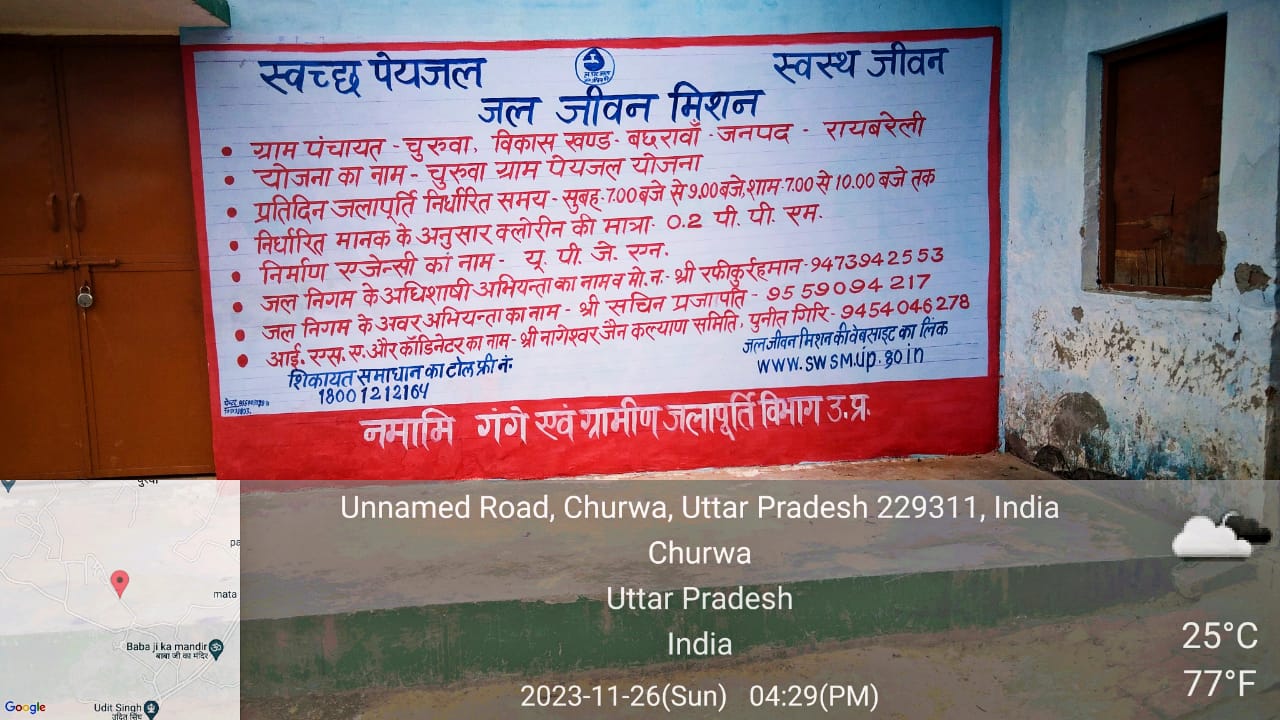 स्वच्छ पेयजल
स्वस्थ जीवन
जल जीवन मिशन
• ग्राम पंचायत - चुरुवा, विकास खण्ड- बछरावाँ - जनपद - रायबरेली
• योजना का नाम - चुरुवा ग्राम पेयजल योजना
• प्रतिदिन जलापूर्ति निर्धारित समय - सुबह-7.00 बजे से 9.00 बजे, शाम-7.00 से 10.00 बजे तक
• निर्धारित मानक के अनुसार क्लोरीन की मात्रा- 0.2 पी. पी. एम.
• निर्माण एजेन्सी का नाम - यू. पी. जे. एन.
• जल निगम के अधिशाषी अभियन्ता का नाम व मो. न.- श्री रफीकुर्रहमान - 9473942553
• जल निगम के अवर अभियन्ता का नाम - श्री सचिन प्रजापति - 9559094217
• आई. एस. ए. और कॉडिनेटर का नाम - श्री नागेश्वर जैन कल्याण समिति, पुनीत गिरि - 9454046278
शिकायत समाधान का टोल फ्री नं.
18001212164
जल जीवन मिशन की वेबसाइट का लिंक
www.swsm.up.go.in
नमामि गंगे एवं ग्रामीण जलापूर्ति विभाग उ.प्र.
Unnamed Road, Churwa, Uttar Pradesh 229311, India
Churwa
Uttar Pradesh
India
2023-11-26(Sun) 04:29(PM)
25°C
77°F
mata
Baba ji ka mandir
बाबा जी का मंदिर
Udit Singh
उदित सिंह
Google